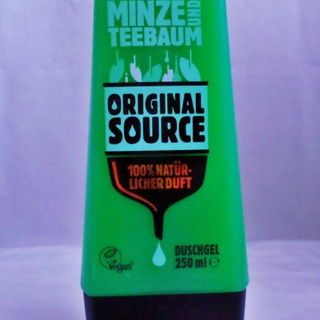 MINZE UND
TEEBAUM
ORIGINAL
SOURCE
100% NATÜR-
LICHER DUFT
vegan
DUSCHGEL
250 ml ℮